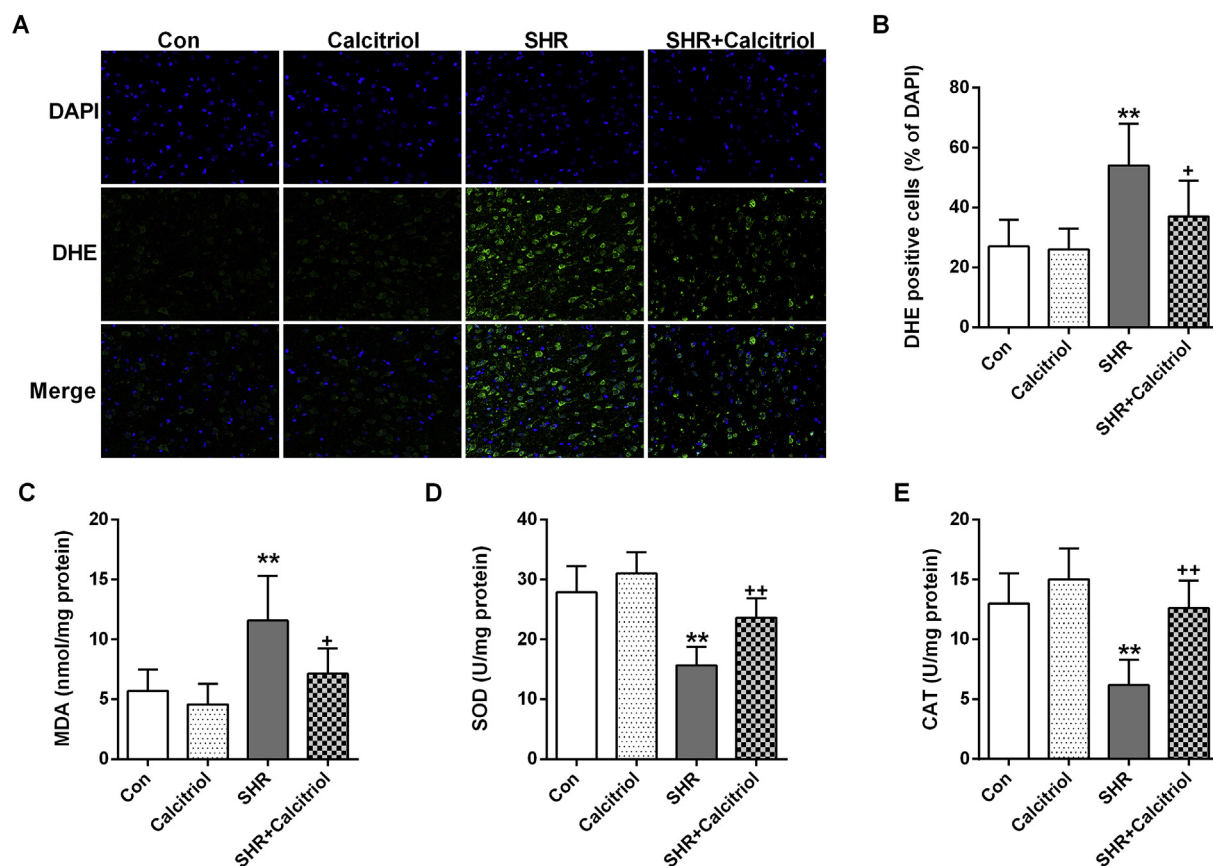 A
Con Calcitriol SHR SHR+Calcitriol
DAPI
DHE
Merge
B
DHE positive cells (% of DAPI)
80
60
40
20
0
**
+
Con Calcitriol SHR SHR+Calcitriol
C
MDA (nmol/mg protein)
20
15
10
5
0
**
+
Con Calcitriol SHR SHR+Calcitriol
D
SOD (U/mg protein)
40
30
20
10
0
**
++
Con Calcitriol SHR SHR+Calcitriol
E
CAT (U/mg protein)
20
15
10
5
0
**
++
Con Calcitriol SHR SHR+Calcitriol